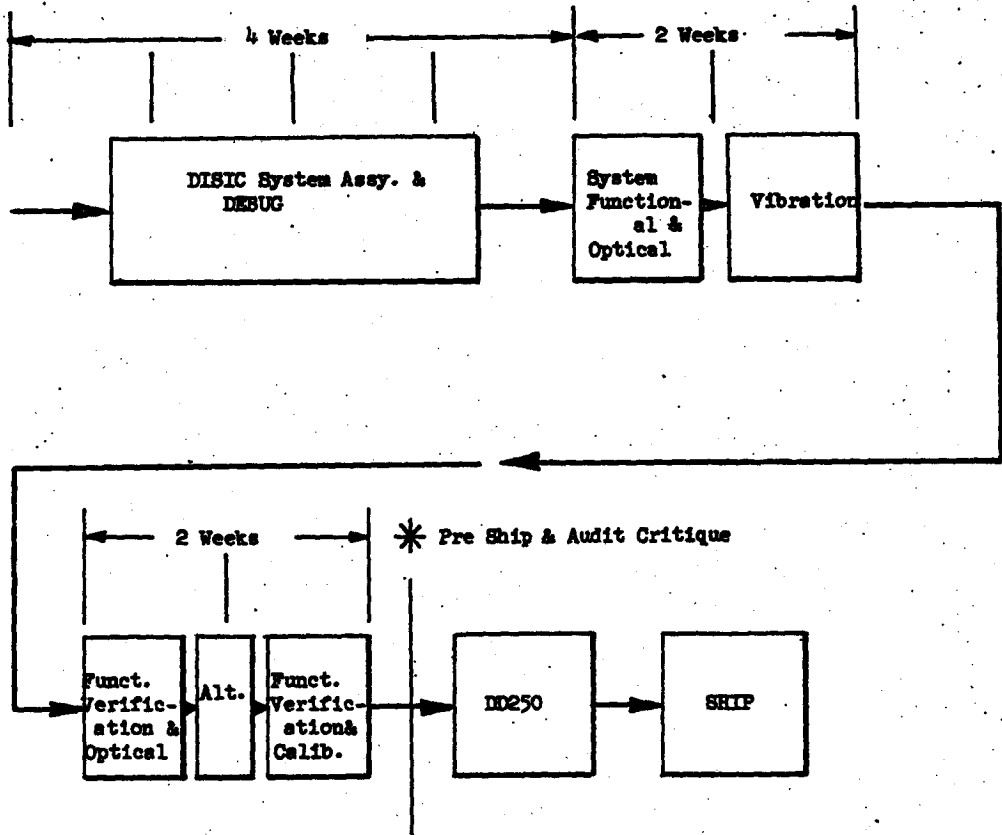 4 Weeks
2 Weeks
DISIC System Assy. &
DEBUG
System
Function-
al &
Optical
Vibration
2 Weeks
Pre Ship & Audit Critique
Funct.
Verific-
ation &
Optical
Alt.
Funct.
Verific-
ation&
Calib.
DD250
SHIP